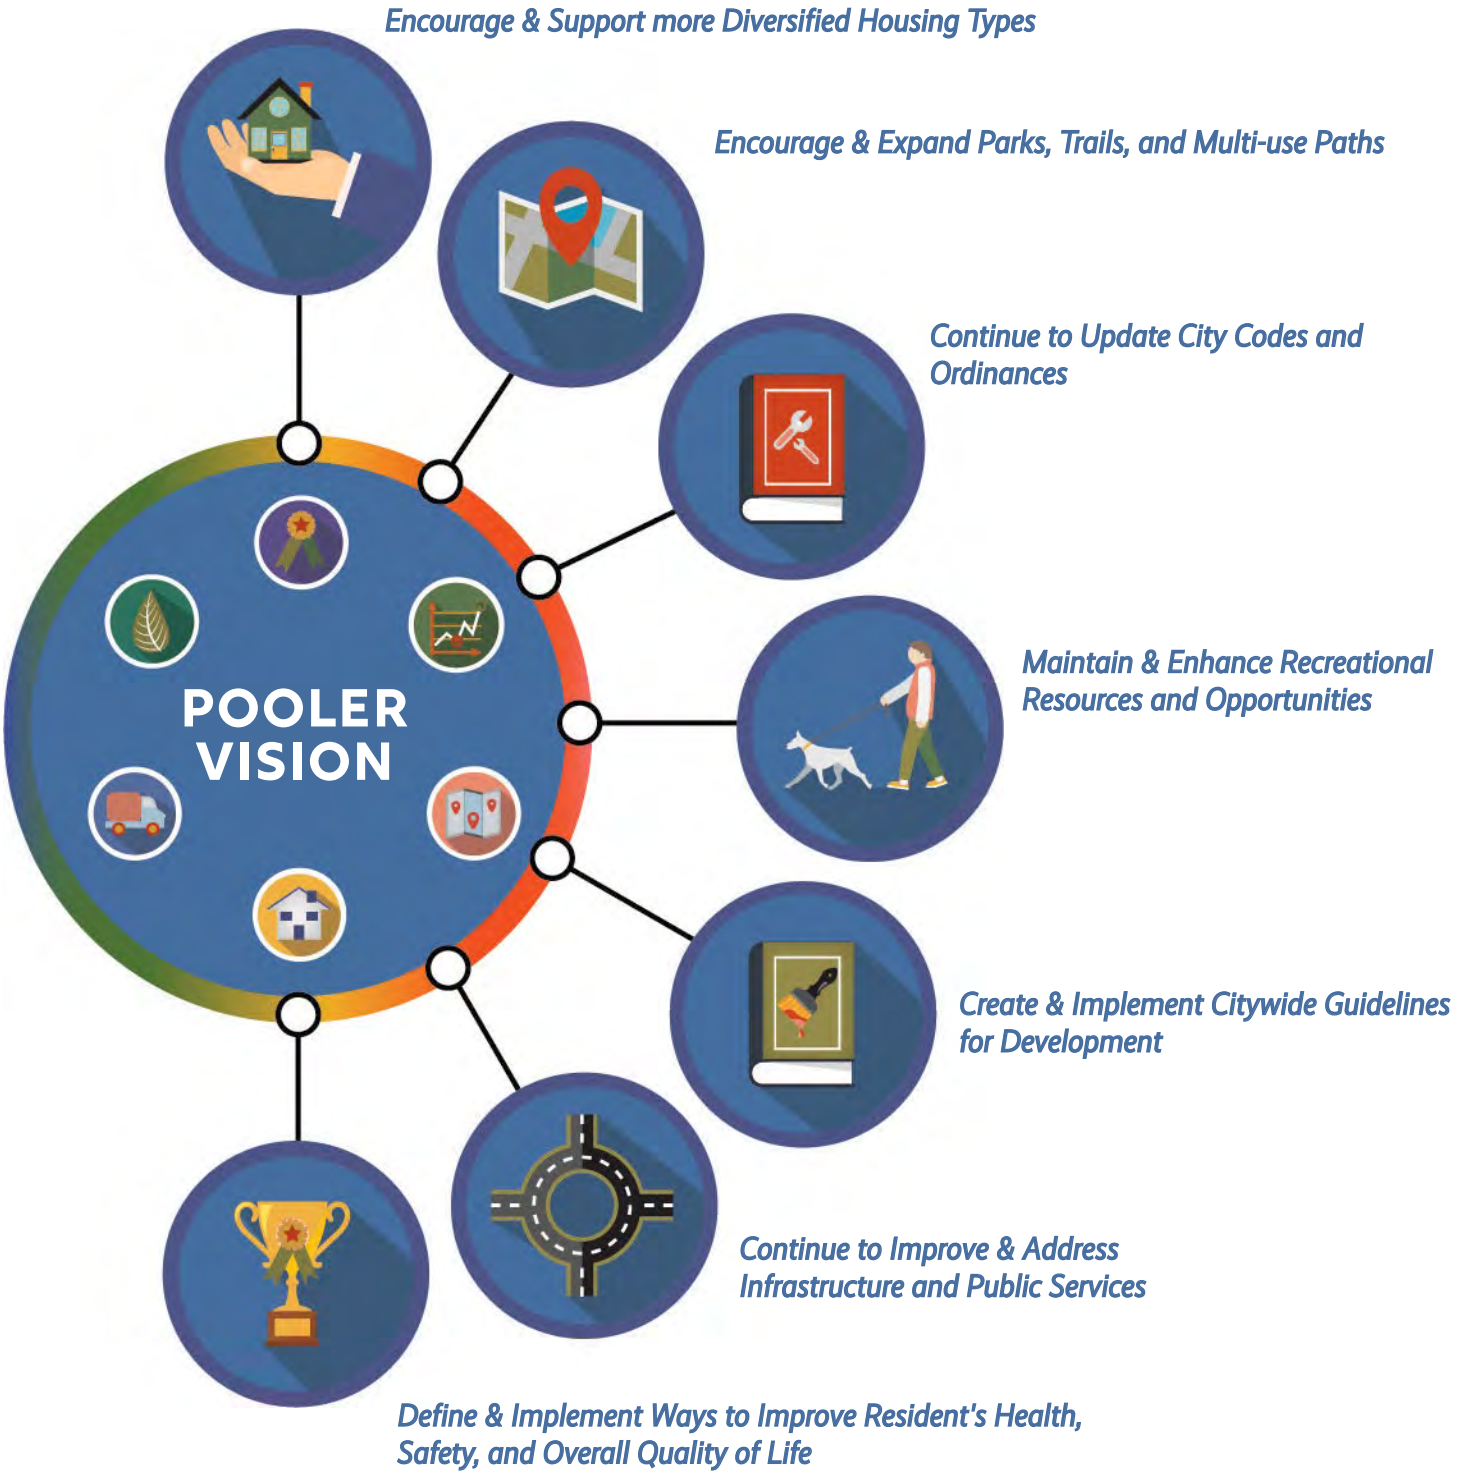 Encourage & Support more Diversified Housing Types
Encourage & Expand Parks, Trails, and Multi-use Paths
Continue to Update City Codes and
Ordinances
POOLER
VISION
Maintain & Enhance Recreational
Resources and Opportunities
Create & Implement Citywide Guidelines
for Development
Continue to Improve & Address
Infrastructure and Public Services
Define & Implement Ways to Improve Resident's Health,
Safety, and Overall Quality of Life